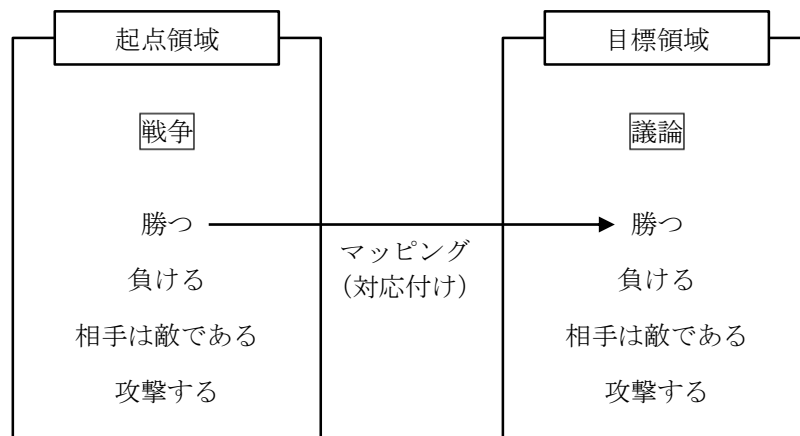 起点領域
目標領域
戦争
議論
勝つ
勝つ
マッピング
(対応付け)
負ける
負ける
相手は敵である
相手は敵である
攻撃する
攻撃する